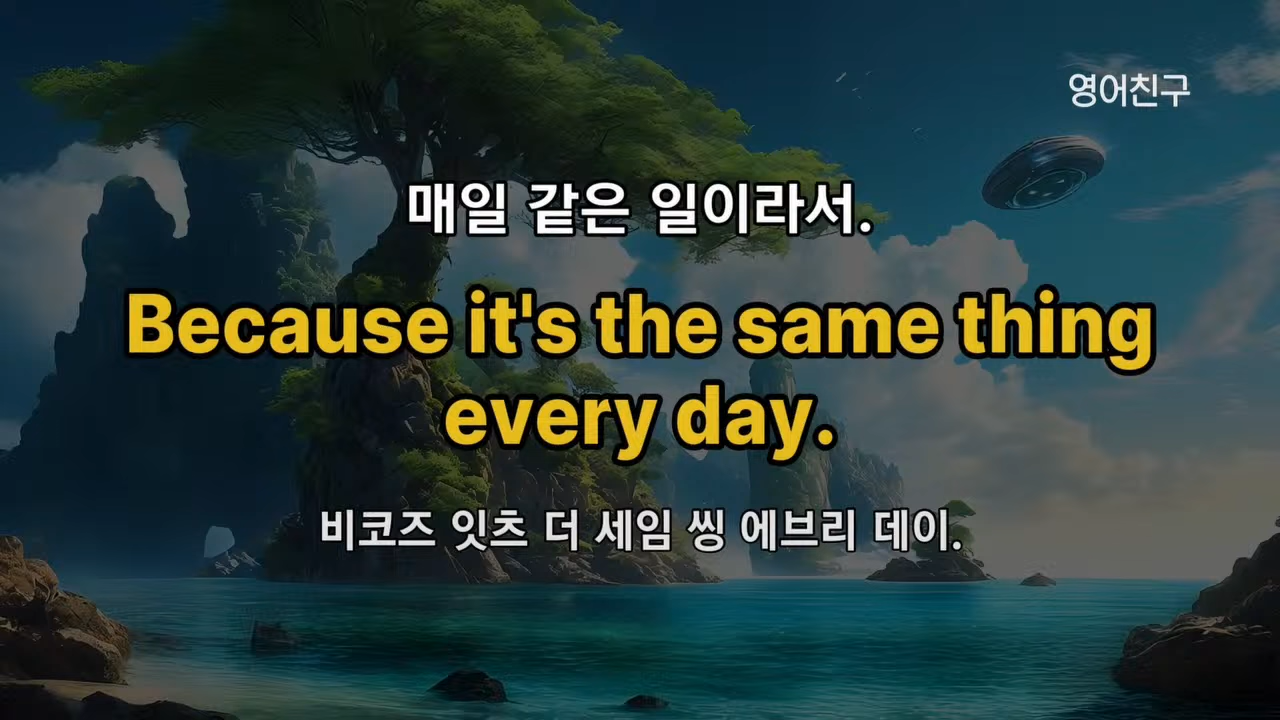 영어친구
매일 같은 일이라서.
Because it's the same thing
every day.
비코즈 잇츠 더 세임 씽 에브리 데이.